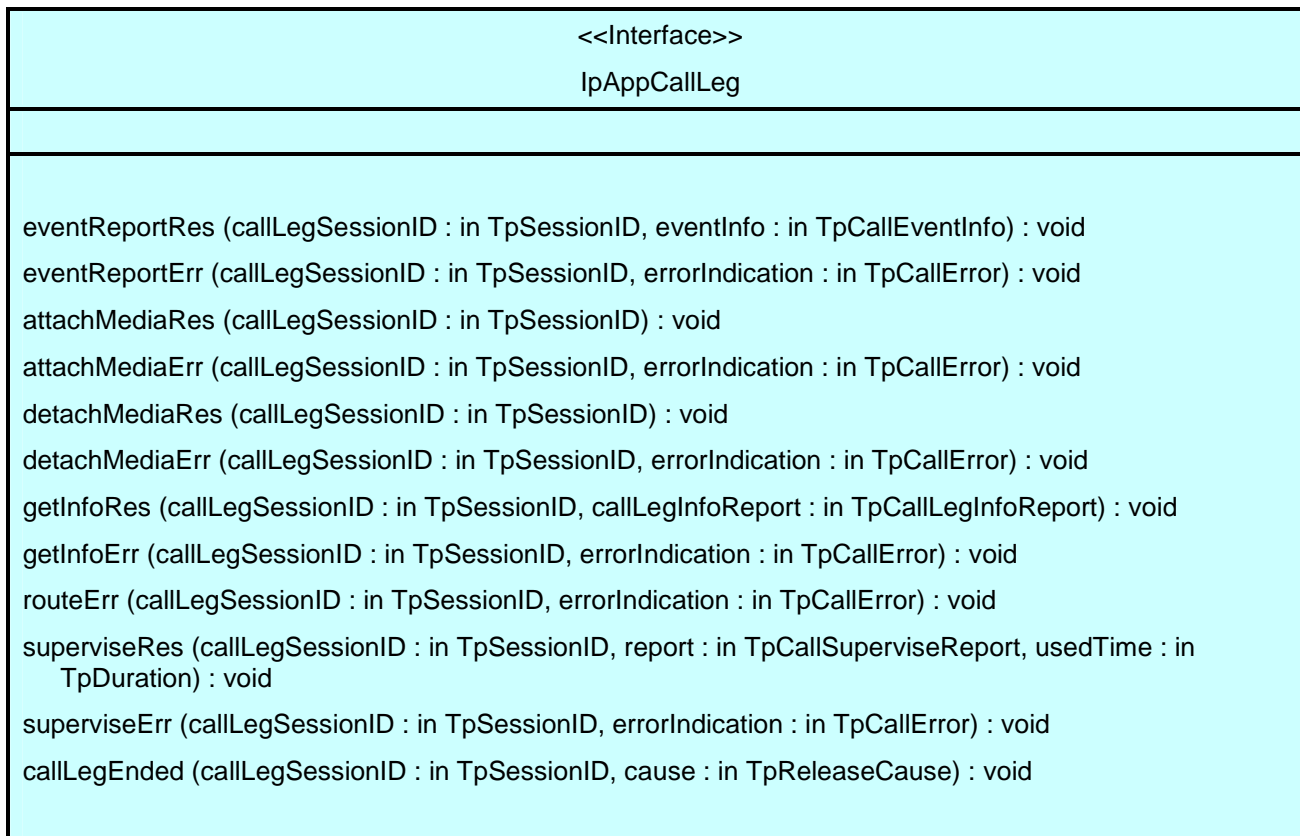 <<Interface>>
IpAppCallLeg
eventReportRes (callLegSessionID : in TpSessionID, eventInfo : in TpCallEventInfo) : void
eventReportErr (callLegSessionID : in TpSessionID, errorIndication : in TpCallError) : void
attachMediaRes (callLegSessionID : in TpSessionID) : void
attachMediaErr (callLegSessionID : in TpSessionID, errorIndication : in TpCallError) : void
detachMediaRes (callLegSessionID : in TpSessionID) : void
detachMediaErr (callLegSessionID : in TpSessionID, errorIndication : in TpCallError) : void
getInfoRes (callLegSessionID : in TpSessionID, callLegInfoReport : in TpCallLegInfoReport) : void
getInfoErr (callLegSessionID : in TpSessionID, errorIndication : in TpCallError) : void
routeErr (callLegSessionID : in TpSessionID, errorIndication : in TpCallError) : void
superviseRes (callLegSessionID : in TpSessionID, report : in TpCallSuperviseReport, usedTime : in
TpDuration) : void
superviseErr (callLegSessionID : in TpSessionID, errorIndication : in TpCallError) : void
callLegEnded (callLegSessionID : in TpSessionID, cause : in TpReleaseCause) : void